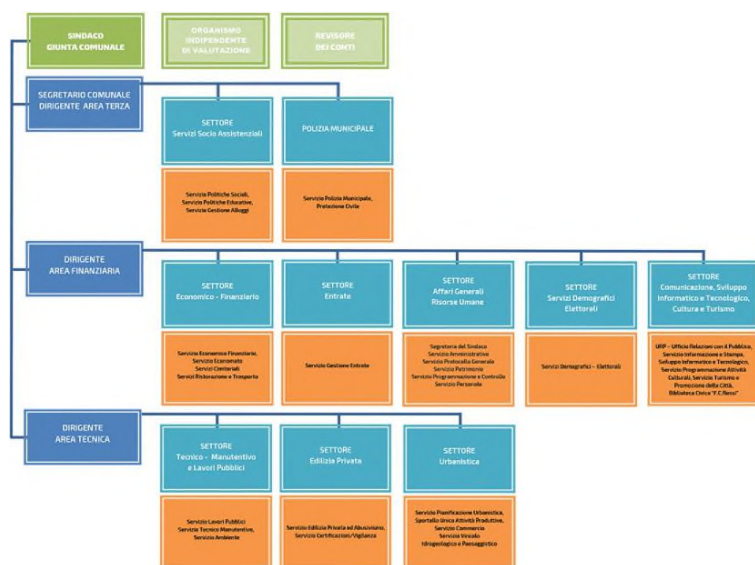 SINDACO
GIUNTA COMUNALE
ORGANISMO
INDIPENDENTE
DI VALUTAZIONE
REVISORE
DEI CONTI
SEGRETARIO COMUNALE
DIRIGENTE AREA TERZA
SETTORE
Servizi Socio Assistenziali
POLIZIA MUNICIPALE
Servizio Politiche Sociali,
Servizio Politiche Educative,
Servizio Gestione Alloggi
Servizio Polizia Municipale,
Protezione Civile
DIRIGENTE
AREA FINANZIARIA
SETTORE
Economico - Finanziario
SETTORE
Entrate
SETTORE
Affari Generali
Risorse Umane
SETTORE
Servizi Demografici
Elettorali
SETTORE
Comunicazione, Sviluppo
Informatico e Tecnologico,
Cultura e Turismo
Servizio Economico Finanziario,
Servizio Economato
Servizi Cimiteriali
Servizi Ristorazione e Trasporto
Servizio Gestione Entrate
Segreteria del Sindaco
Servizio Amministrativo
Servizio Protocollo Generale
Servizio Patrimonio
Servizio Programmazione e Controllo
Servizio Personale
Servizi Demografici - Elettorali
URP - Ufficio Relazioni con il Pubblico,
Servizio Informazione e Stampa,
Sviluppo Informatico e Tecnologico,
Servizio Programmazione Attività
Culturali, Servizio Turismo e
Promozione della Città,
Biblioteca Civica
DIRIGENTE
AREA TECNICA
SETTORE
Tecnico - Manutentivo
e Lavori Pubblici
SETTORE
Edilizia Privata
SETTORE
Urbanistica
Servizio Lavori Pubblici
Servizio Tecnico Manutentivo,
Servizio Ambiente
Servizio Edilizia Privata ed Abusivismo,
Servizio Certificazioni/Vigilanza
Servizio Pianificazione Urbanistica,
Sportello Unico Attività Produttive,
Servizio Commercio
Servizio Vincolo
Idrogeologico e Paesaggistico